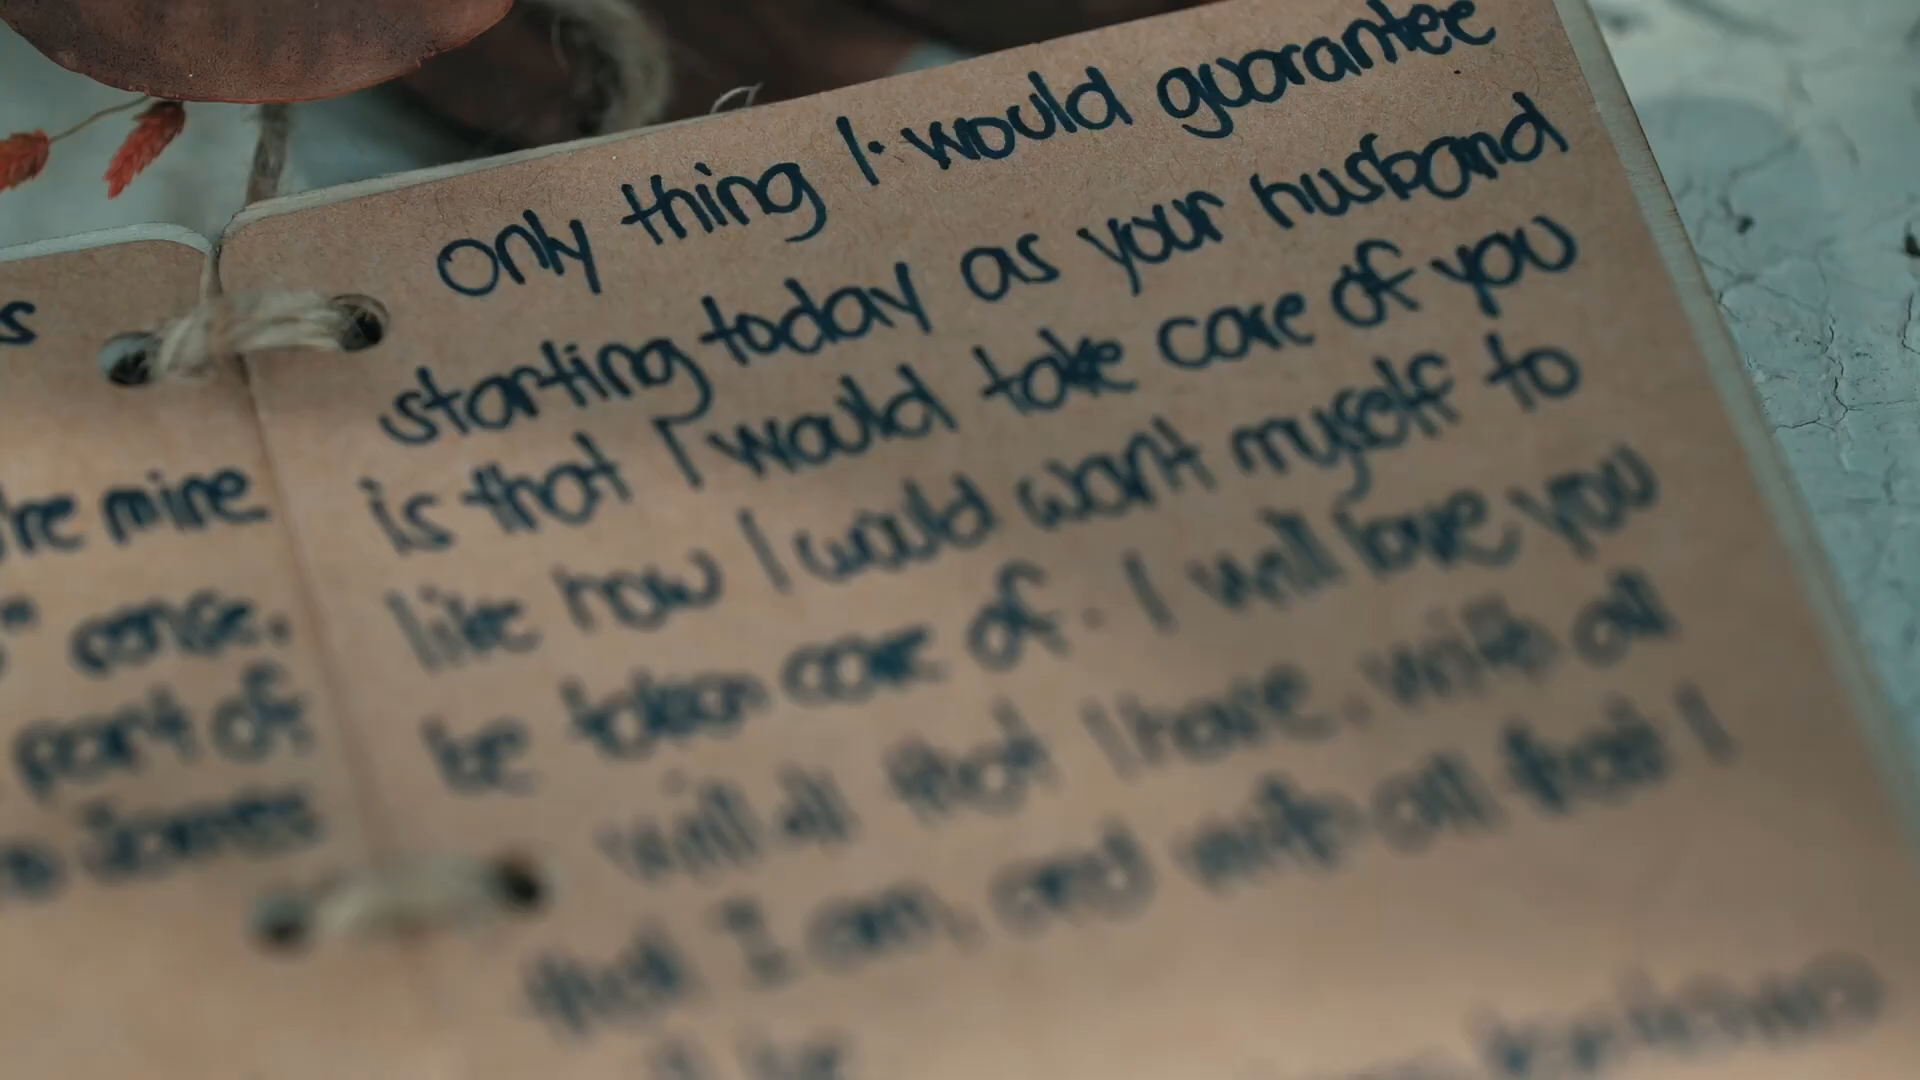 s
're mine
sense.
part of
only thing I would guarantee
starting today as your husband
is that I would take care of you
like how I would want myself to
be taken care of. I will love you
will all that I have, with all
that I am, and with all that I